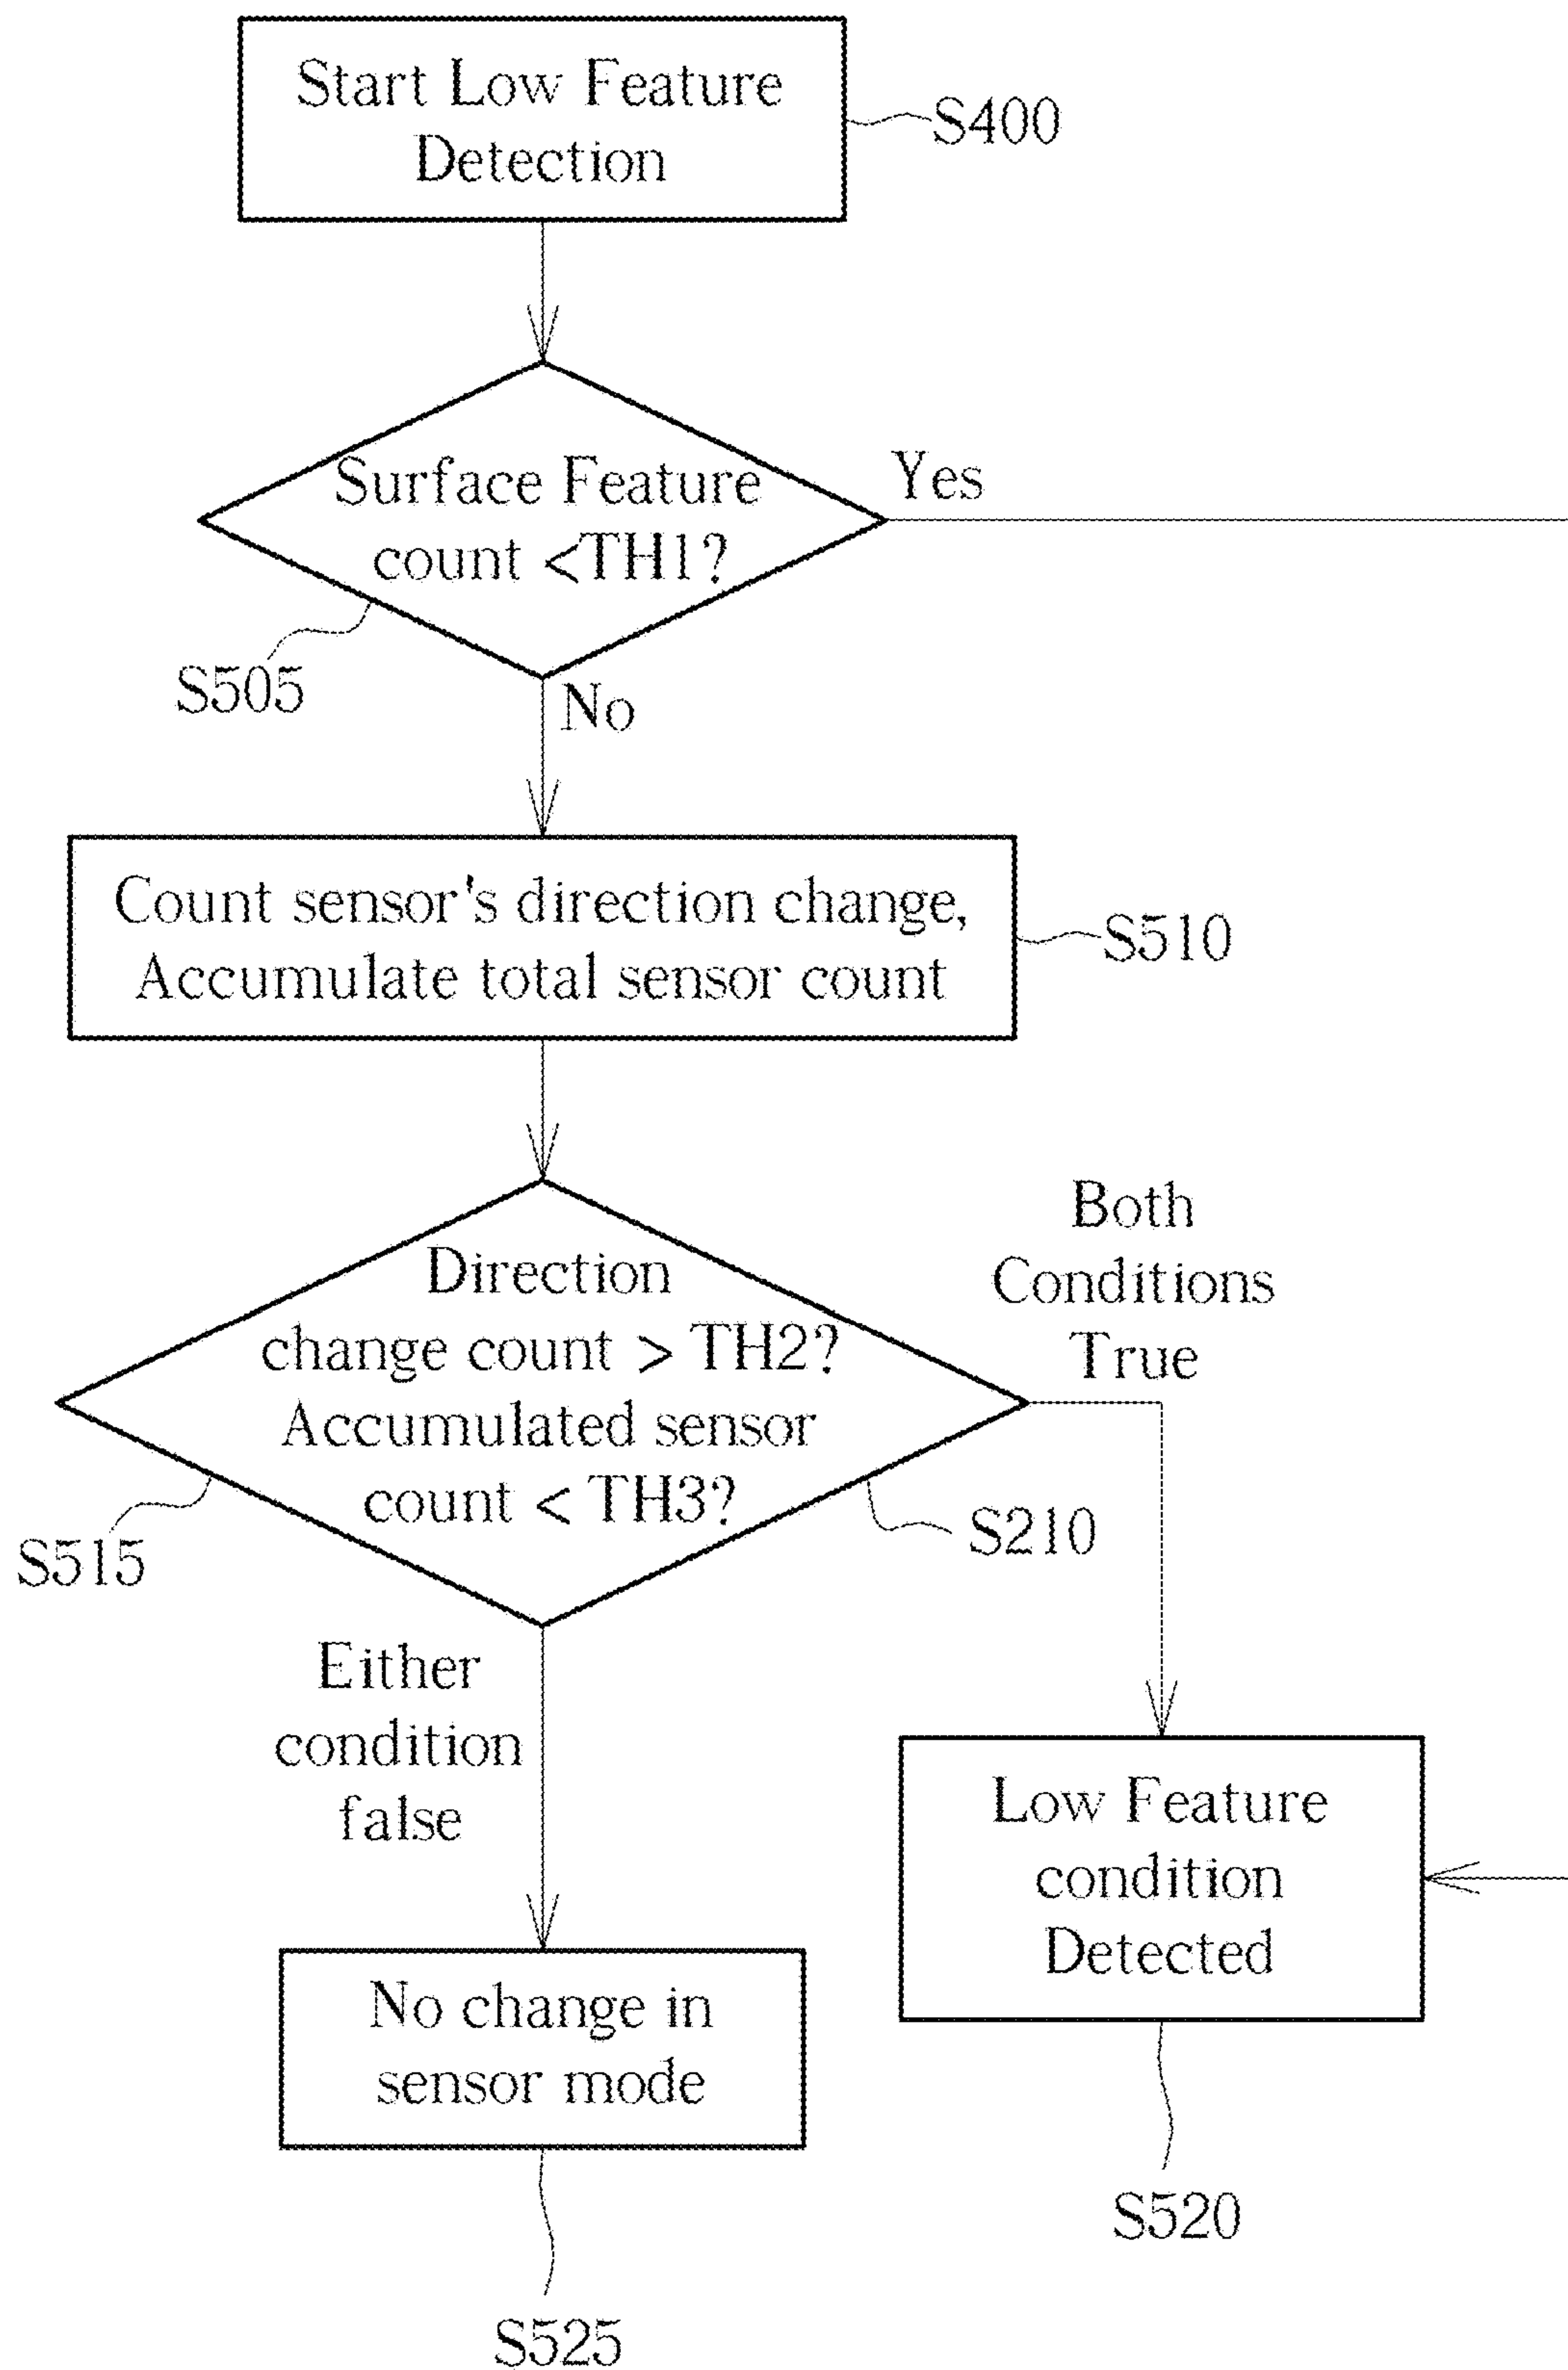 Start Low Feature
Detection
S400
Surface Feature
count <TH1?
Yes
S505
No
Count sensor's direction change,
Accumulate total sensor count
S510
Direction
change count > TH2?
Accumulated sensor
count < TH3?
Both
Conditions
True
S515
S210
Either
condition
false
Low Feature
condition
Detected
No change in
sensor mode
S520
S525